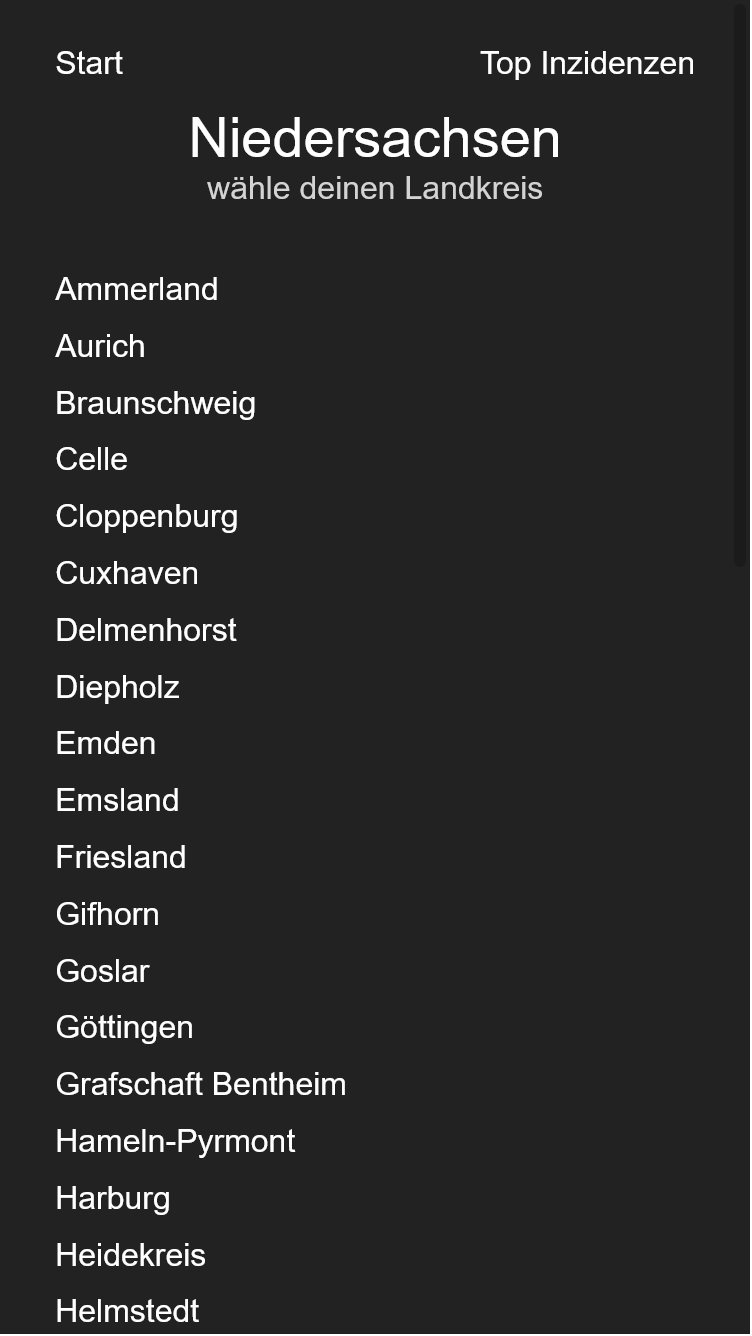 Start
Top Inzidenzen
Niedersachsen
wähle deinen Landkreis
Ammerland
Aurich
Braunschweig
Celle
Cloppenburg
Cuxhaven
Delmenhorst
Diepholz
Emden
Emsland
Friesland
Gifhorn
Goslar
Göttingen
Grafschaft Bentheim
Hameln-Pyrmont
Harburg
Heidekreis
Helmstedt